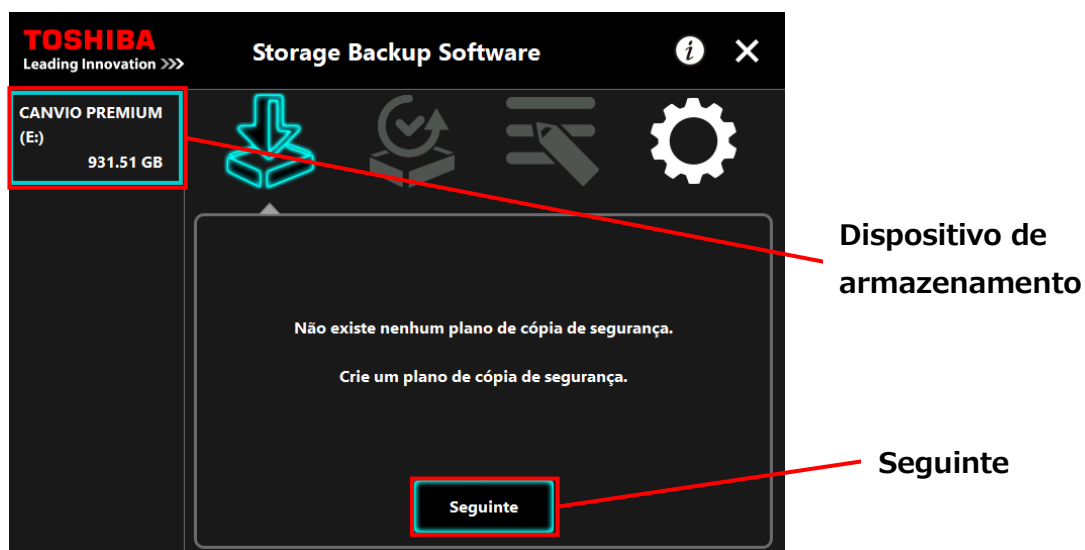 TOSHIBA
Leading Innovation >>>
Storage Backup Software
i
CANVIO PREMIUM
(E:)
931.51 GB
Dispositivo de
armazenamento
Não existe nenhum plano de cópia de segurança.
Crie um plano de cópia de segurança.
Seguinte
Seguinte